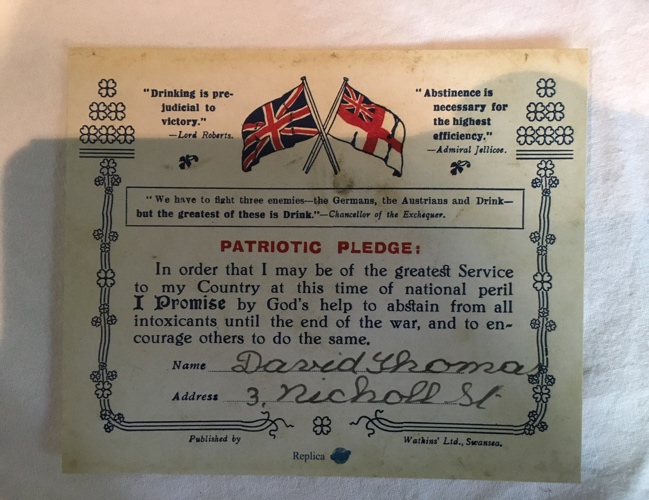 "Drinking is pre-
judicial to
victory."
—Lord Roberts.
"Abstinence is
necessary for
the highest
efficiency."
—Admiral Jellicoe.
"We have to fight three enemies—the Germans, the Austrians and Drink—
but the greatest of these is Drink."—Chancellor of the Exchequer.
PATRIOTIC PLEDGE:
In order that I may be of the greatest Service
to my Country at this time of national peril
I Promise by God's help to abstain from all
intoxicants until the end of the war, and to en-
courage others to do the same.
Name David Thomas
Address 3, Nicholl St
Published by Watkins' Ltd., Swansea.
Replica